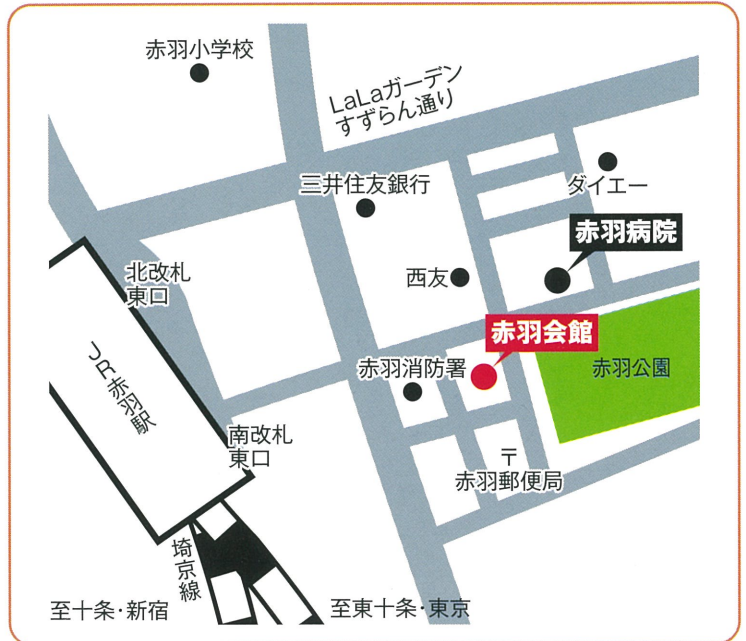 赤羽小学校
LaLaガーデン
すずらん通り
三井住友銀行
ダイエー
赤羽病院
北改札
東口
西友
赤羽会館
赤羽消防署
赤羽公園
JR赤羽駅
南改札
東口
〒
赤羽郵便局
埼京線
至十条・新宿
至東十条・東京